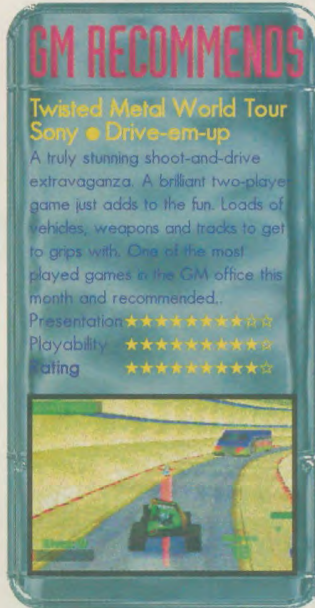 GM RECOMMENDS
Twisted Metal World Tour
Sony ● Drive-em-up
A truly stunning shoot-and-drive
extravaganza. A brilliant two-player
game just adds to the fun. Loads of
vehicles, weapons and tracks to get
to grips with. One of the most
played games in the GM office this
month and recommended..
Presentation ★★★★★★★★☆☆
Playability ★★★★★★★★★☆
Rating ★★★★★★★★★☆